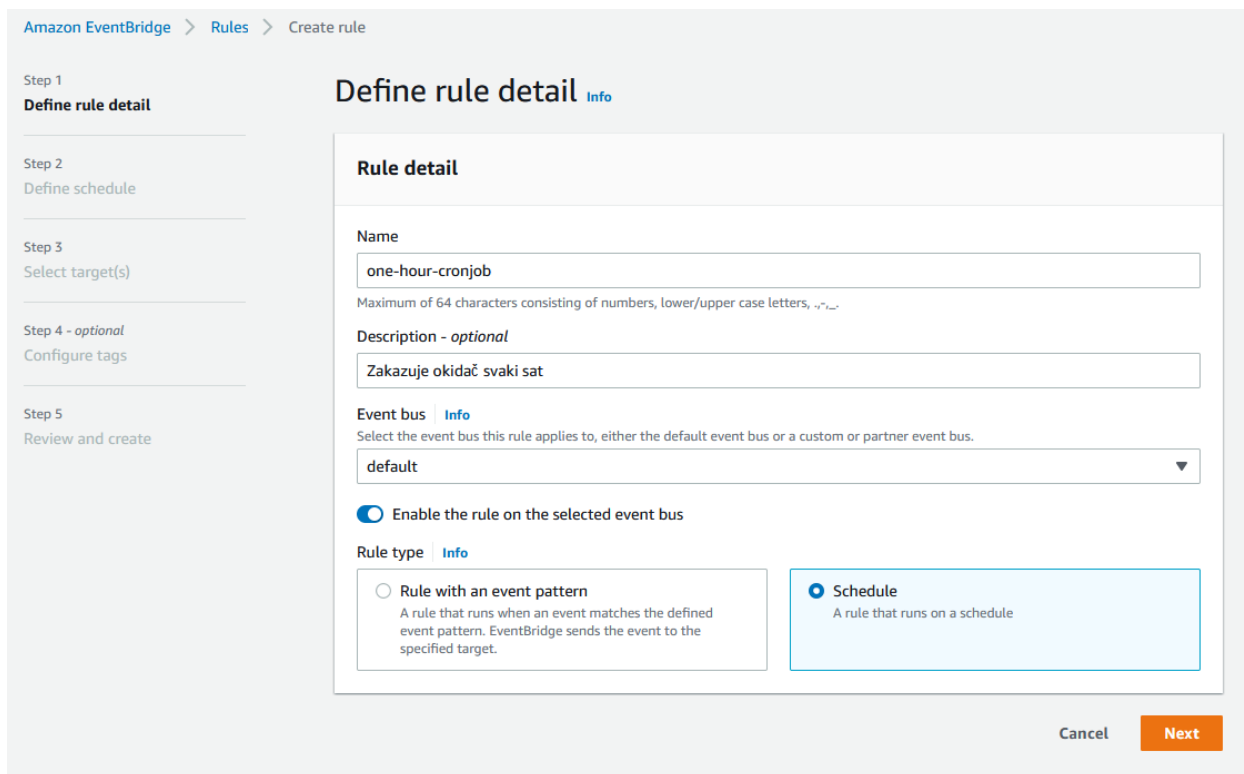 Amazon EventBridge > Rules > Create rule
Step 1
Define rule detail
Step 2
Define schedule
Step 3
Select target(s)
Step 4 - optional
Configure tags
Step 5
Review and create
Define rule detail Info
Rule detail
Name
one-hour-cronjob
Maximum of 64 characters consisting of numbers, lower/upper case letters, .,-,_.
Description - optional
Zakazuje okidač svaki sat
Event bus Info
Select the event bus this rule applies to, either the default event bus or a custom or partner event bus.
default
Enable the rule on the selected event bus
Rule type Info
Rule with an event pattern
A rule that runs when an event matches the defined
event pattern. EventBridge sends the event to the
specified target.
Schedule
A rule that runs on a schedule
Cancel Next